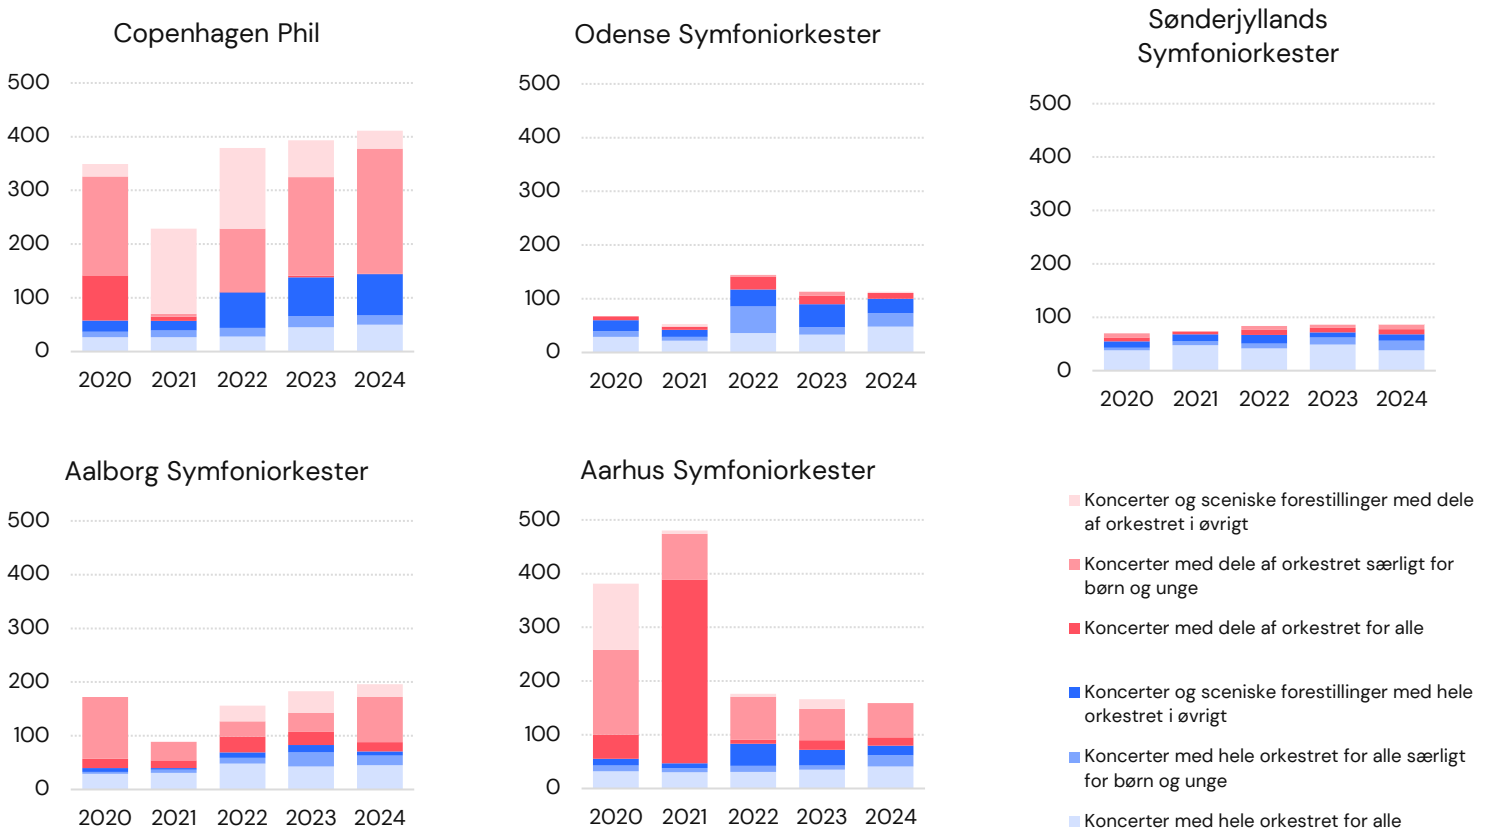 Copenhagen Phil
500
400
300
200
100
0
2020 2021 2022 2023 2024
Odense Symfoniorkester
500
400
300
200
100
0
2020 2021 2022 2023 2024
Sønderjyllands
Symfoniorkester
500
400
300
200
100
0
2020 2021 2022 2023 2024
Aalborg Symfoniorkester
500
400
300
200
100
0
2020 2021 2022 2023 2024
Aarhus Symfoniorkester
500
400
300
200
100
0
2020 2021 2022 2023 2024
Koncerter og sceniske forestillinger med dele
af orkestret i øvrigt
Koncerter med dele af orkestret særligt for
børn og unge
Koncerter med dele af orkestret for alle
Koncerter og sceniske forestillinger med hele
orkestret i øvrigt
Koncerter med hele orkestret for alle særligt
for børn og unge
Koncerter med hele orkestret for alle